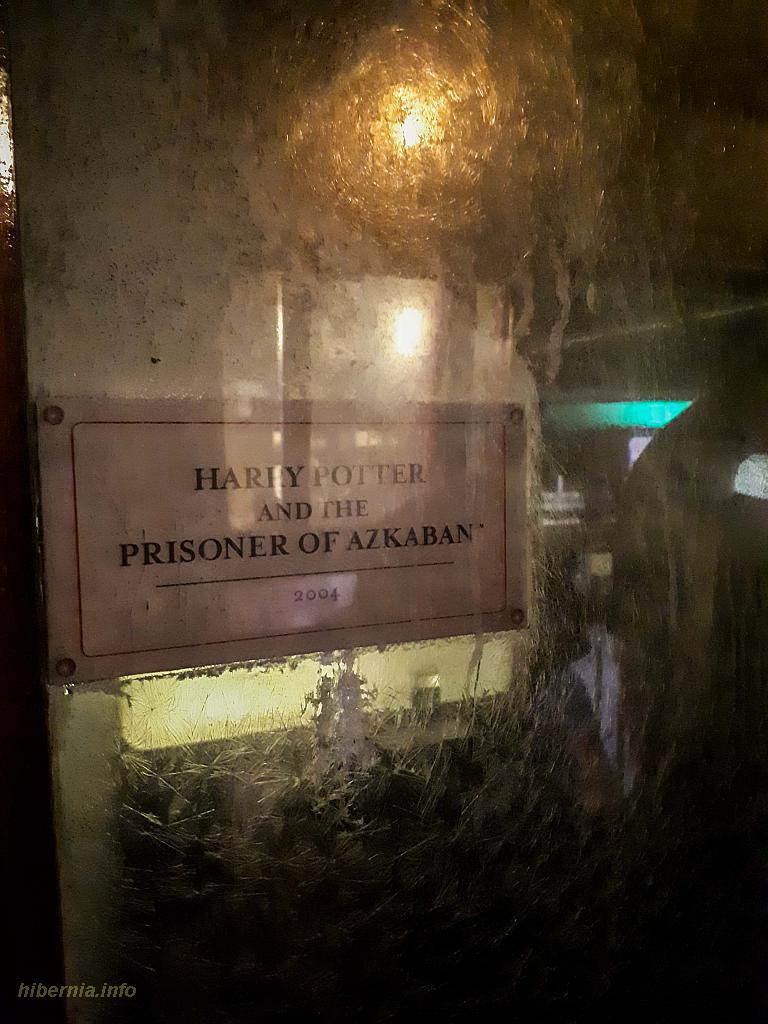 HARRY POTTER
AND THE
PRISONER OF AZKABAN™
2004
hibernia.info